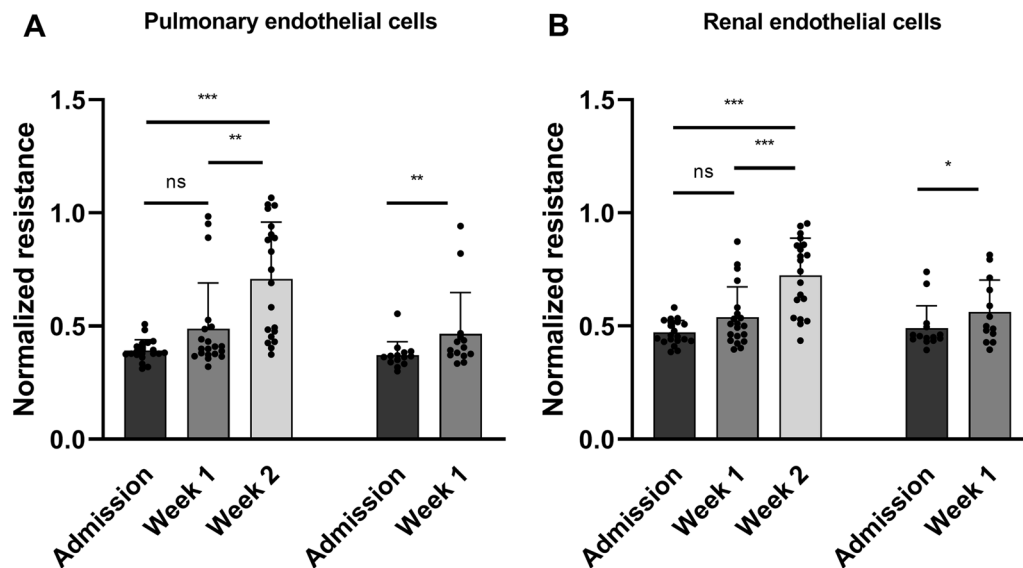 A
Pulmonary endothelial cells
Normalized resistance
1.5
1.0
0.5
0.0
***
**
ns
**
Admission
Week 1
Week 2
Admission
Week 1
B
Renal endothelial cells
Normalized resistance
1.5
1.0
0.5
0.0
***
***
ns
*
Admission
Week 1
Week 2
Admission
Week 1